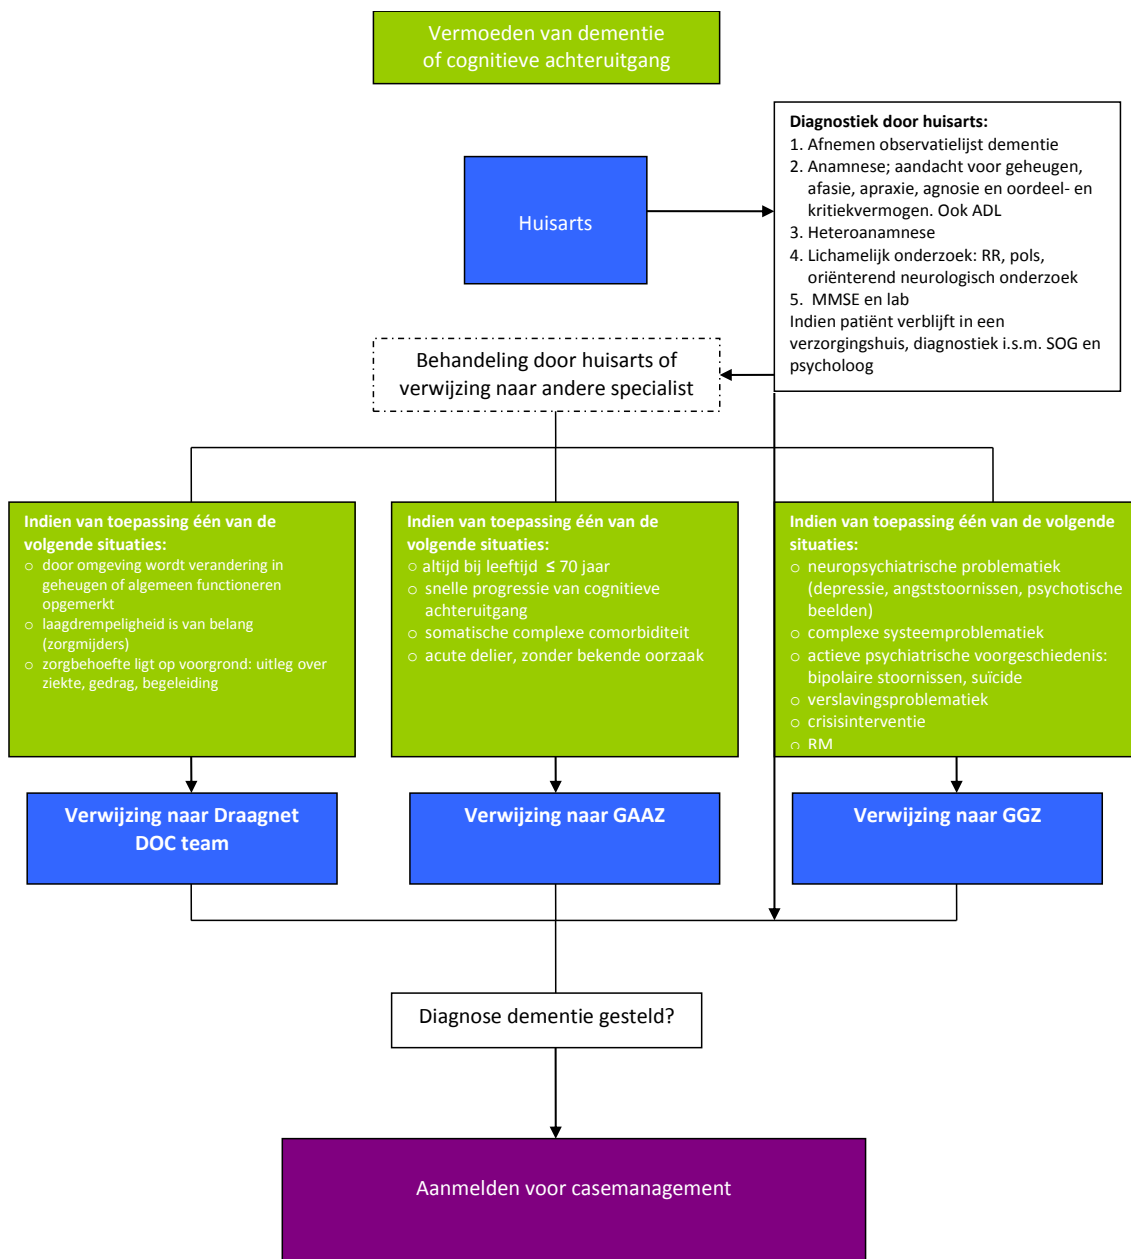 Vermoeden van dementie
of cognitieve achteruitgang
Diagnostiek door huisarts:
1. Afnemen observatielijst dementie
2. Anamnese; aandacht voor geheugen,
afasie, apraxie, agnosie en oordeel- en
kritiekvermogen. Ook ADL
3. Heteroanamnese
4. Lichamelijk onderzoek: RR, pols,
oriënterend neurologisch onderzoek
5. MMSE en lab
Indien patiënt verblijft in een
verzorgingshuis, diagnostiek i.s.m. SOG en
psycholoog
Huisarts
Behandeling door huisarts of
verwijzing naar andere specialist
Indien van toepassing één van de
volgende situaties:
o door omgeving wordt verandering in
geheugen of algemeen functioneren
opgemerkt
o laagdrempeligheid is van belang
(zorgmijders)
o zorgbehoefte ligt op voorgrond: uitleg over
ziekte, gedrag, begeleiding
Indien van toepassing één van de
volgende situaties:
o altijd bij leeftijd ≤ 70 jaar
o snelle progressie van cognitieve
achteruitgang
o somatische complexe comorbiditeit
o acute delier, zonder bekende oorzaak
Indien van toepassing één van de volgende
situaties:
o neuropsychiatrische problematiek
(depressie, angststoornissen, psychotische
beelden)
o complexe systeemproblematiek
o actieve psychiatrische voorgeschiedenis:
bipolaire stoornissen, suïcide
o verslavingsproblematiek
o crisisinterventie
o RM
Verwijzing naar Draagnet
DOC team
Verwijzing naar GAAZ
Verwijzing naar GGZ
Diagnose dementie gesteld?
Aanmelden voor casemanagement